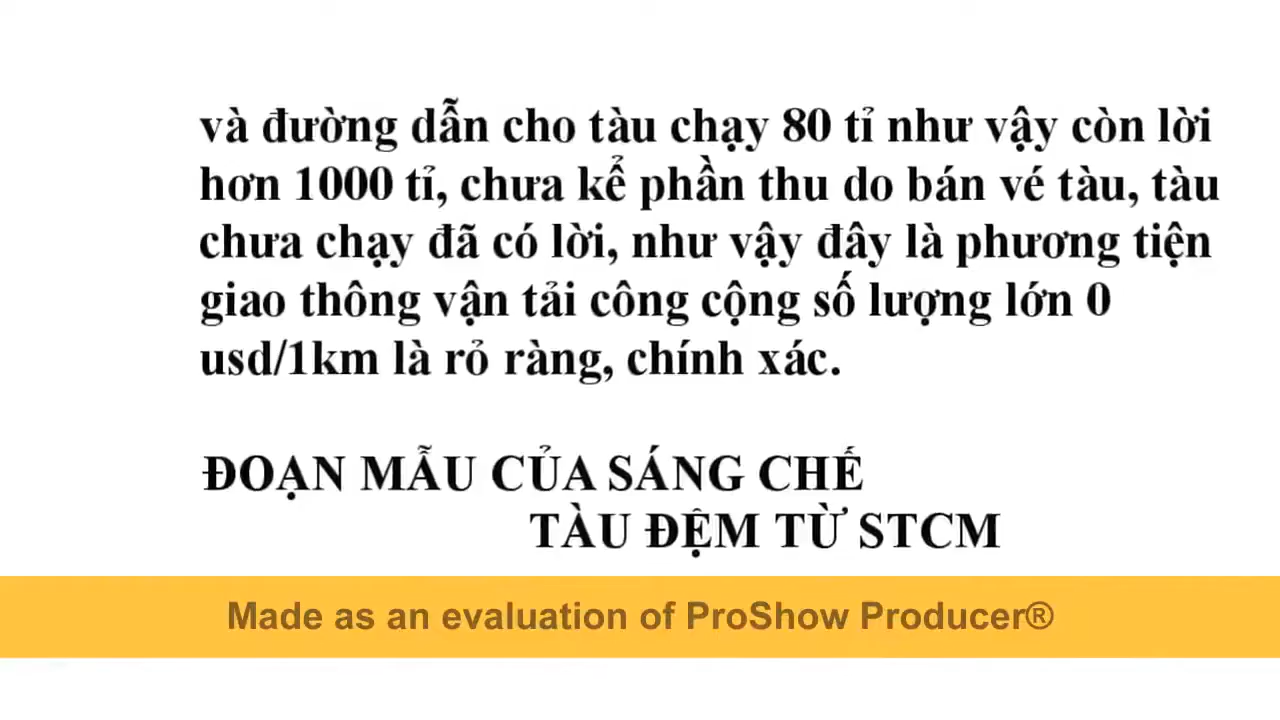 và đường dẫn cho tàu chạy 80 tỉ như vậy còn lời
hơn 1000 tỉ, chưa kể phần thu do bán vé tàu, tàu
chưa chạy đã có lời, như vậy đây là phương tiện
giao thông vận tải công cộng số lượng lớn 0
usd/1km là rỏ ràng, chính xác.
ĐOẠN MẪU CỦA SÁNG CHẾ
TÀU ĐỆM TỪ STCM
Made as an evaluation of ProShow Producer®